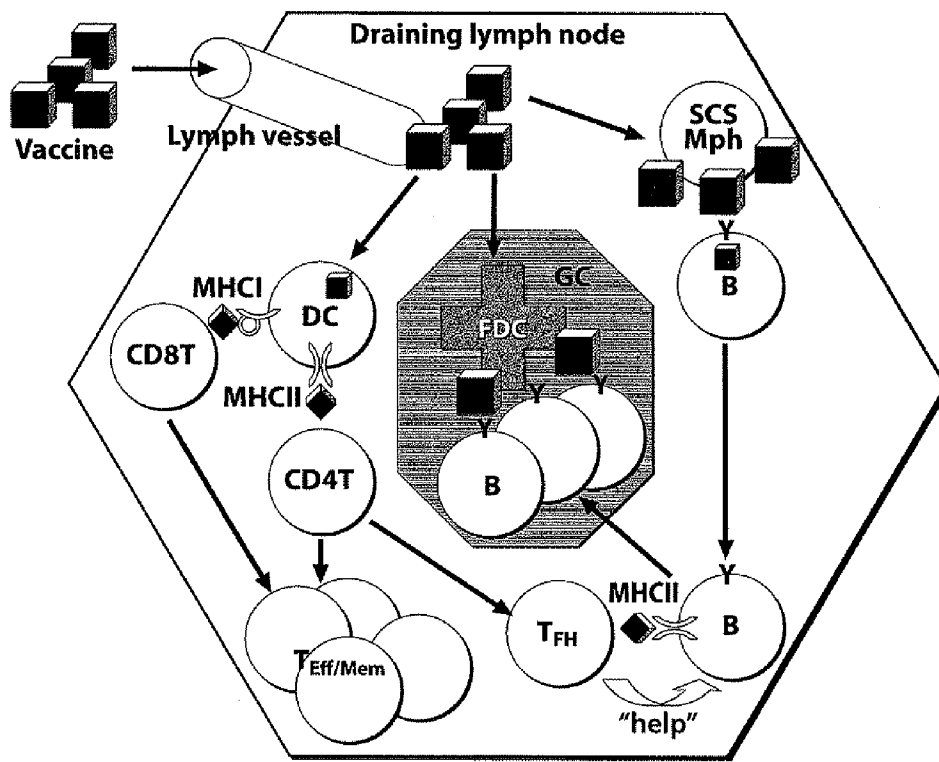 Draining lymph node
Vaccine
Lymph vessel
SCS
Mph
Y
B
MHCI
DC
CD8T
MHCII
GC
FDC
Y
Y
Y
B
CD4T
Y
MHCII
B
TFH
TEff/Mem
"help"